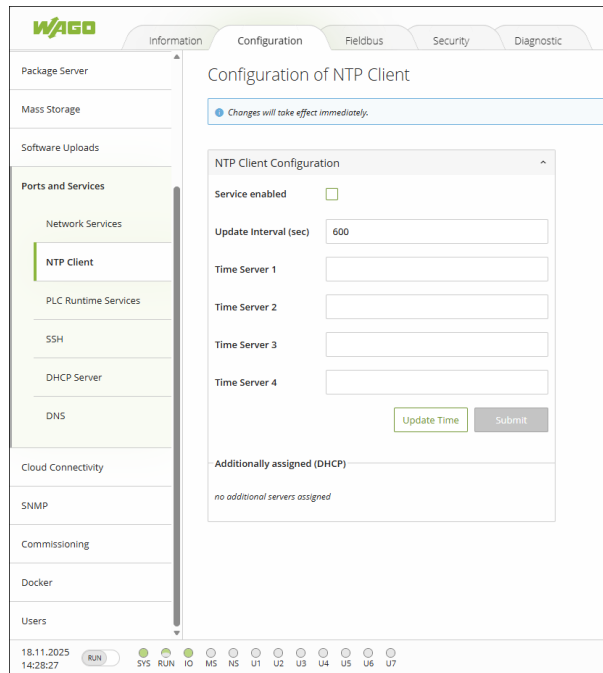 WAGO
Information Configuration Fieldbus Security Diagnostic
Package Server
Mass Storage
Software Uploads
Ports and Services
Network Services
NTP Client
PLC Runtime Services
SSH
DHCP Server
DNS
Cloud Connectivity
SNMP
Commissioning
Docker
Users
Configuration of NTP Client
Changes will take effect immediately.
NTP Client Configuration
Service enabled
Update Interval (sec) 600
Time Server 1
Time Server 2
Time Server 3
Time Server 4
Update Time Submit
Additionally assigned (DHCP)
no additional servers assigned
18.11.2025
14:28:27
RUN
SYS RUN IO MS NS U1 U2 U3 U4 U5 U6 U7